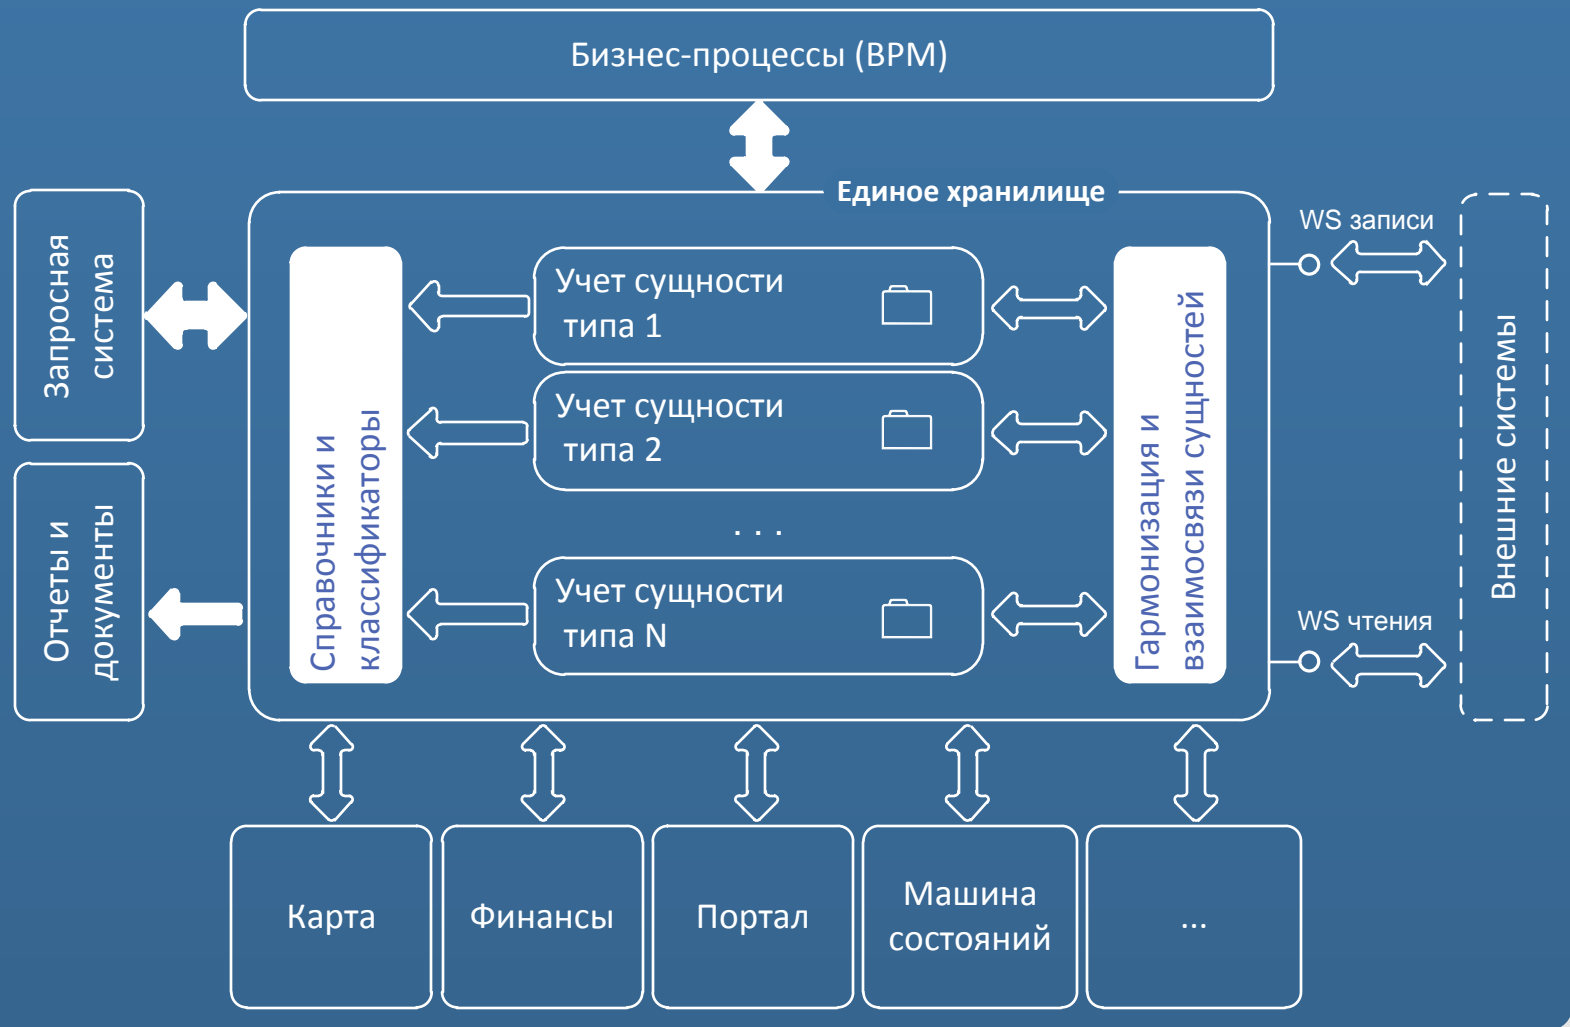 Бизнес-процессы (BPM)
Единое хранилище
Запросная
система
Отчеты и
документы
Справочники и
классификаторы
Учет сущности
типа 1
Учет сущности
типа 2
. . .
Учет сущности
типа N
Гармонизация и
взаимосвязи сущностей
WS записи
WS чтения
Внешние системы
Карта
Финансы
Портал
Машина
состояний
...